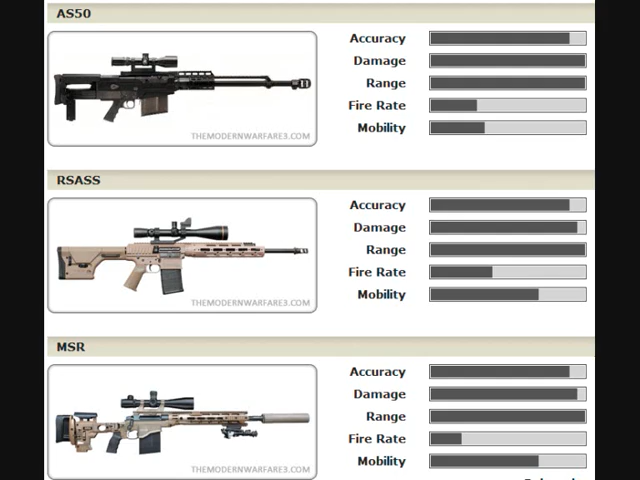 AS50
Accuracy
Damage
Range
Fire Rate
Mobility
THEMODERNWARFARE3.COM
RSASS
Accuracy
Damage
Range
Fire Rate
Mobility
THEMODERNWARFARE3.COM
MSR
Accuracy
Damage
Range
Fire Rate
Mobility
THEMODERNWARFARE3.COM